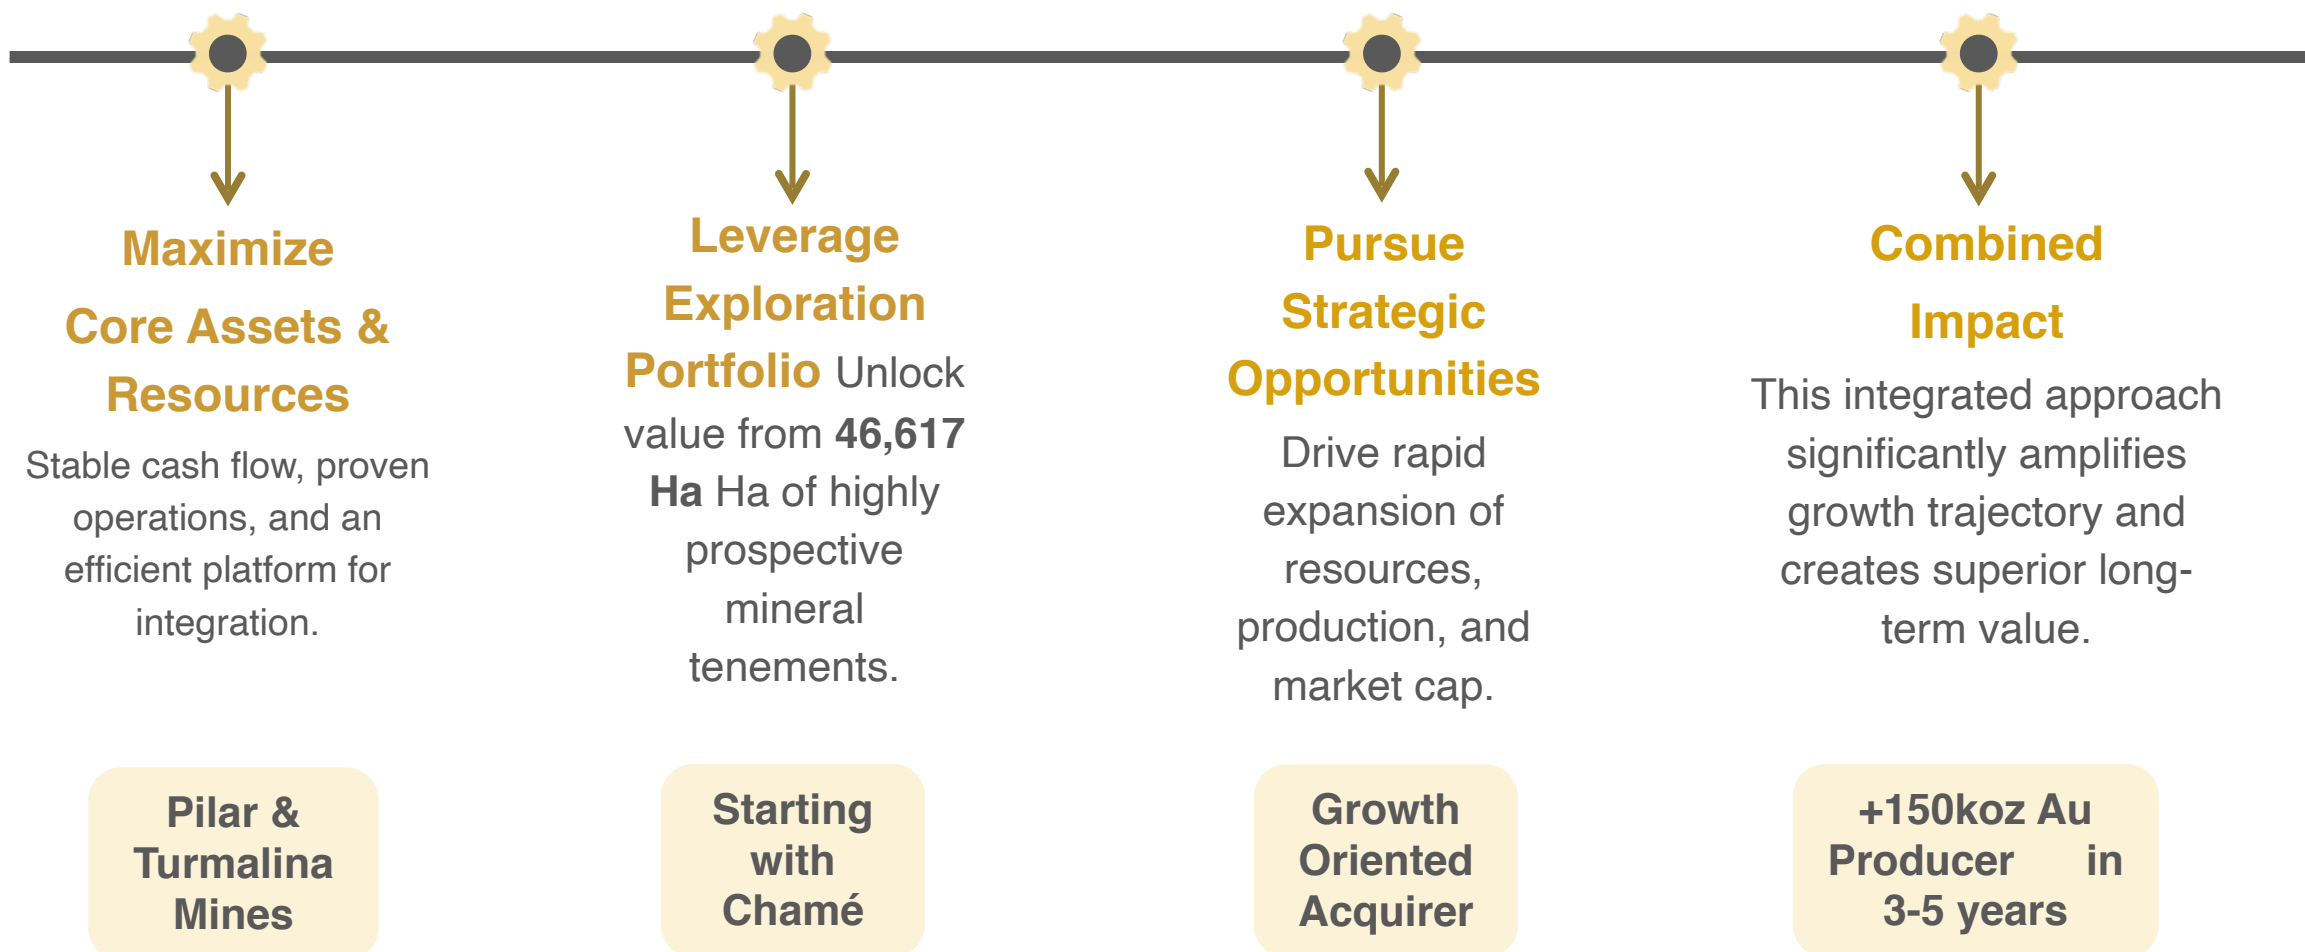 Maximize
Core Assets &
Resources
Stable cash flow, proven
operations, and an
efficient platform for
integration.
Pilar &
Turmalina
Mines
Leverage
Exploration
Portfolio Unlock
value from 46,617
Ha Ha of highly
prospective
mineral
tenements.
Starting
with
Chamé
Pursue
Strategic
Opportunities
Drive rapid
expansion of
resources,
production, and
market cap.
Growth
Oriented
Acquirer
Combined
Impact
This integrated approach
significantly amplifies
growth trajectory and
creates superior long-
term value.
+150koz Au
Producer in
3-5 years